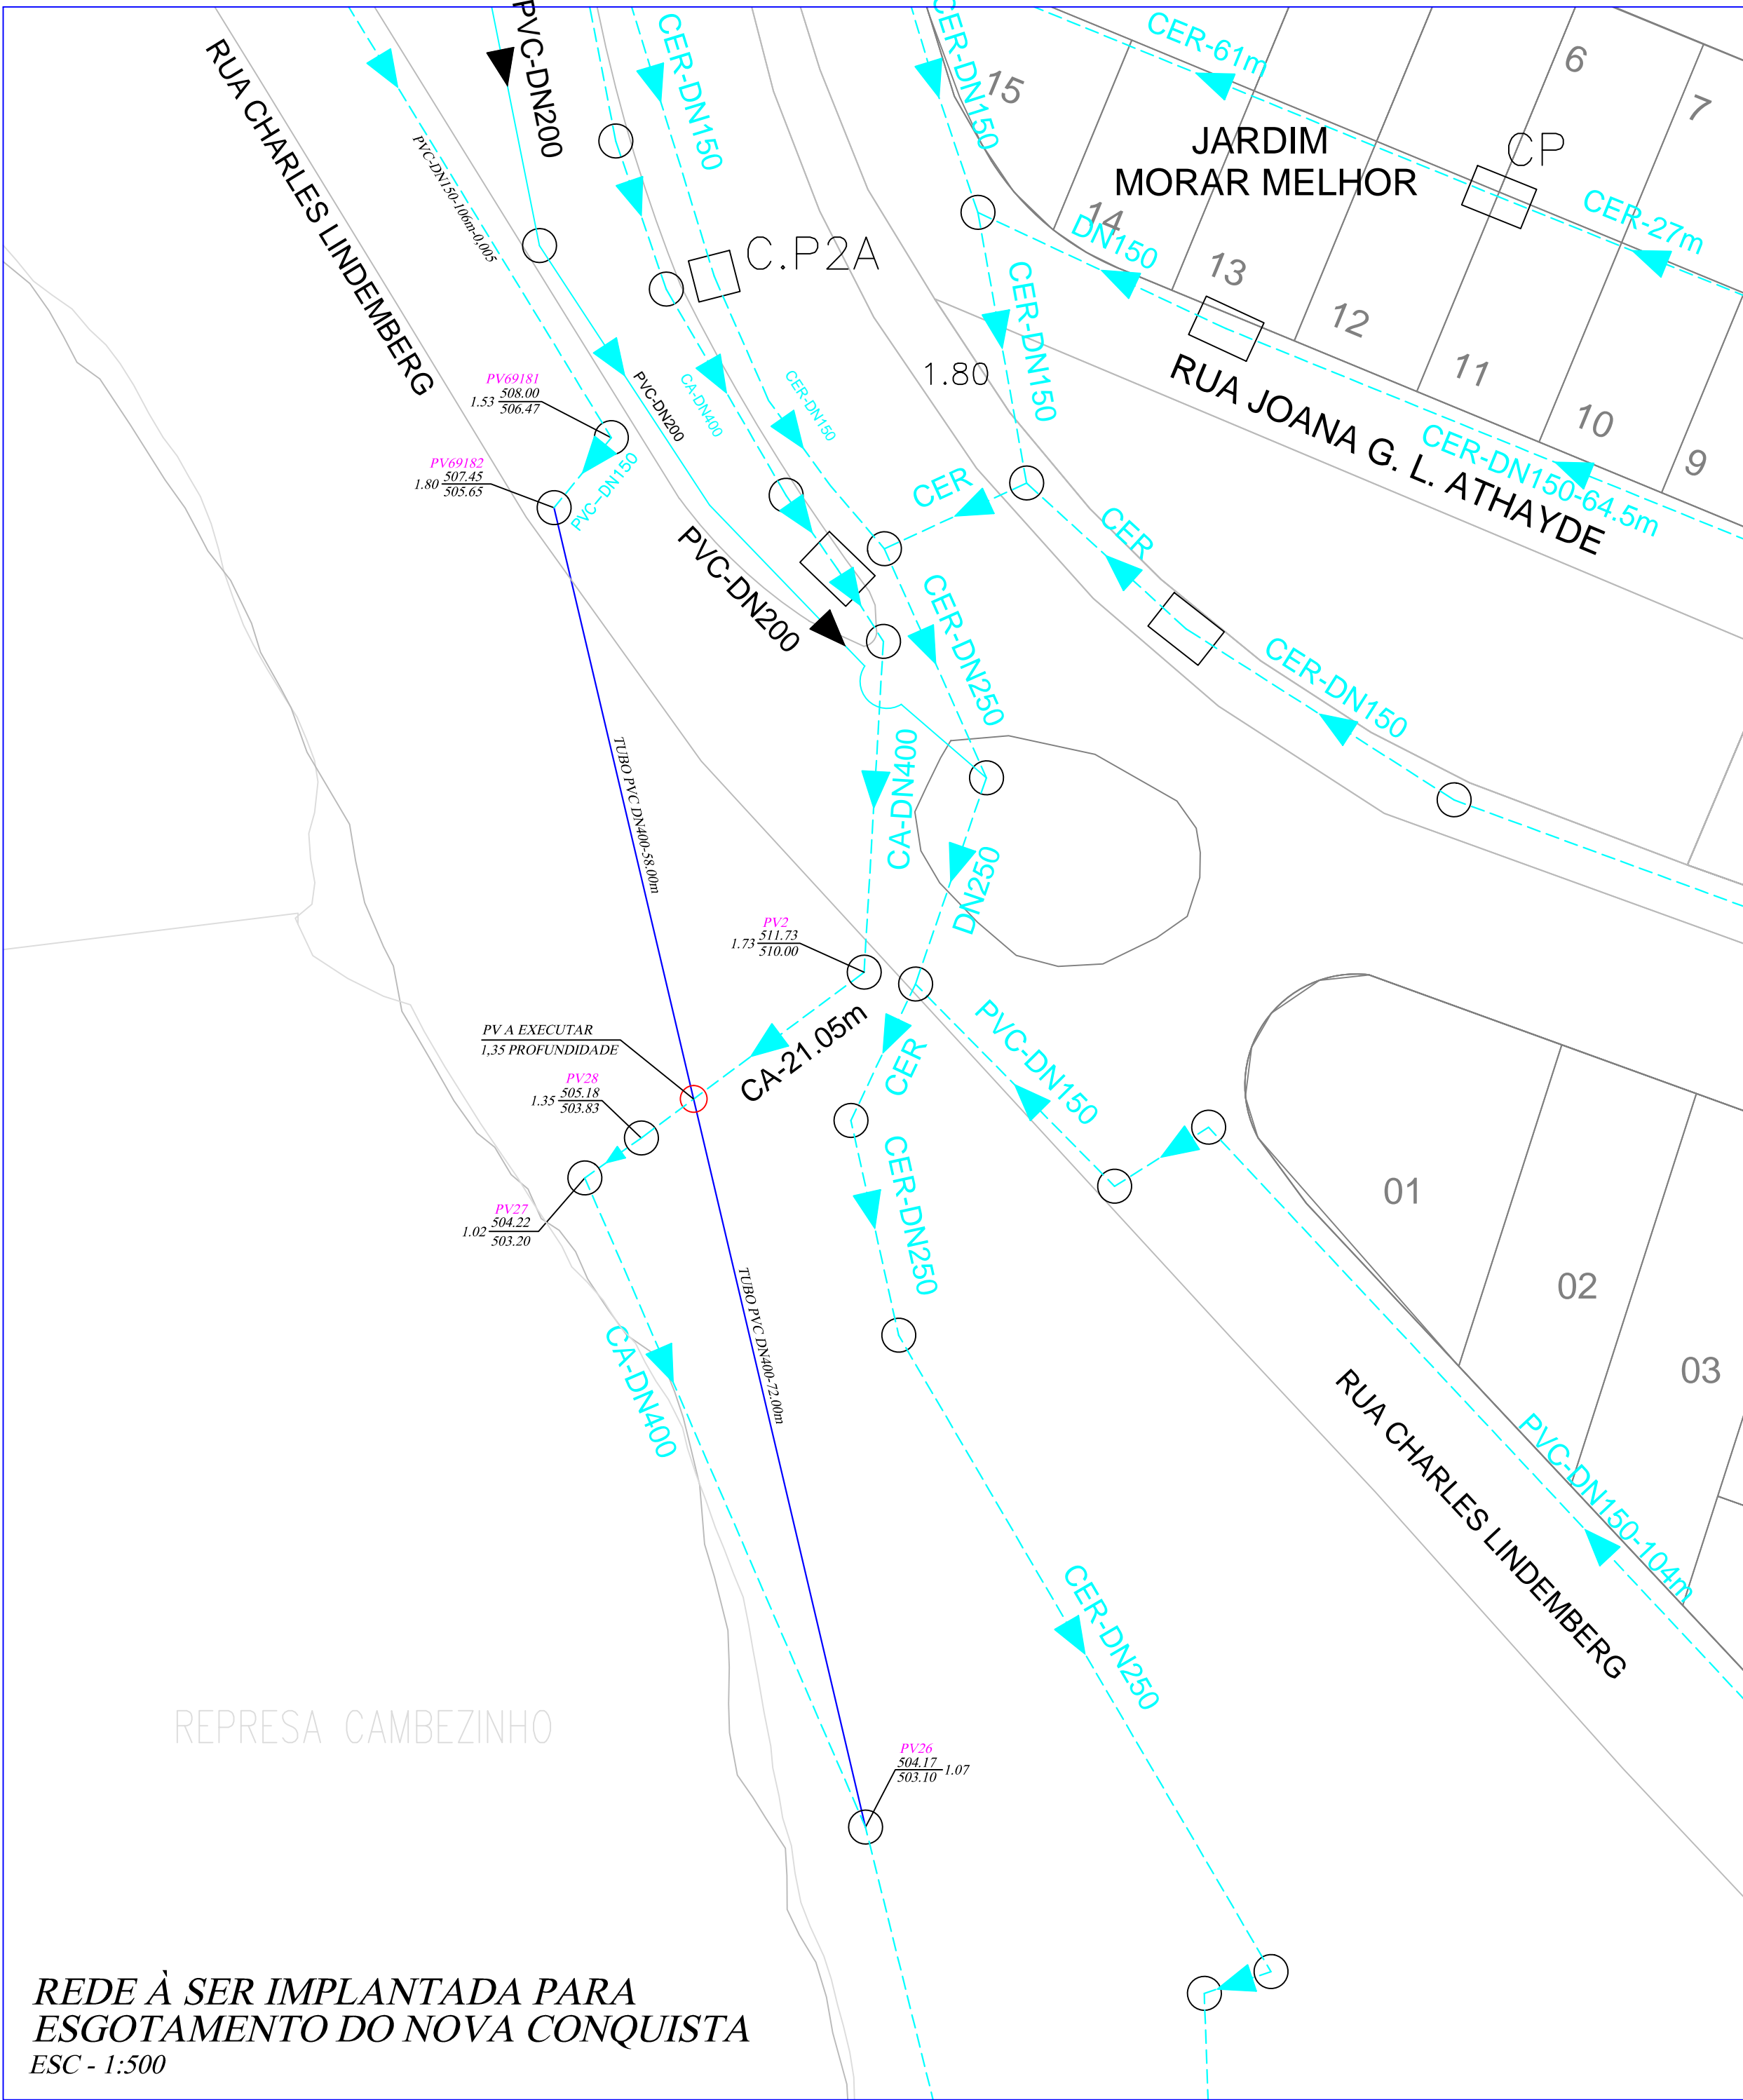 PVC-DN200
CER-DN150
CER-DN150
CER-61m
6
7
15
RUA CHARLES LINDEMBERG
PVC-DN150-106m-0,005
JARDIM
MORAR MELHOR
CP
CER-27m
14
DN150
C.P2A
13
12
11
10
9
CER-DN150
1.80
RUA JOANA G. L. ATHAYDE
CER-DN150-64.5m
PV69181
1.53 508.00
506.47
PVC-DN200
CA-DN400
CER-DN150
PV69182
1.80 507.45
505.65
PVC-DN150
CER
CER
PVC-DN200
CER-DN250
CER-DN150
TUBO PVC DN400-58.00m
CA-DN400
DN250
PV2
1.73 511.73
510.00
PV A EXECUTAR
1,35 PROFUNDIDADE
CA-21.05m
CER
PVC-DN150
PV28
1.35 505.18
503.83
PV27
1.02 504.22
503.20
CER-DN250
01
02
03
TUBO PVC DN400-72.00m
CA-DN400
RUA CHARLES LINDEMBERG
PVC-DN150-104m
CER-DN250
REPRESA CAMBEZINHO
PV26
504.17 1.07
503.10
REDE À SER IMPLANTADA PARA
ESGOTAMENTO DO NOVA CONQUISTA
ESC - 1:500